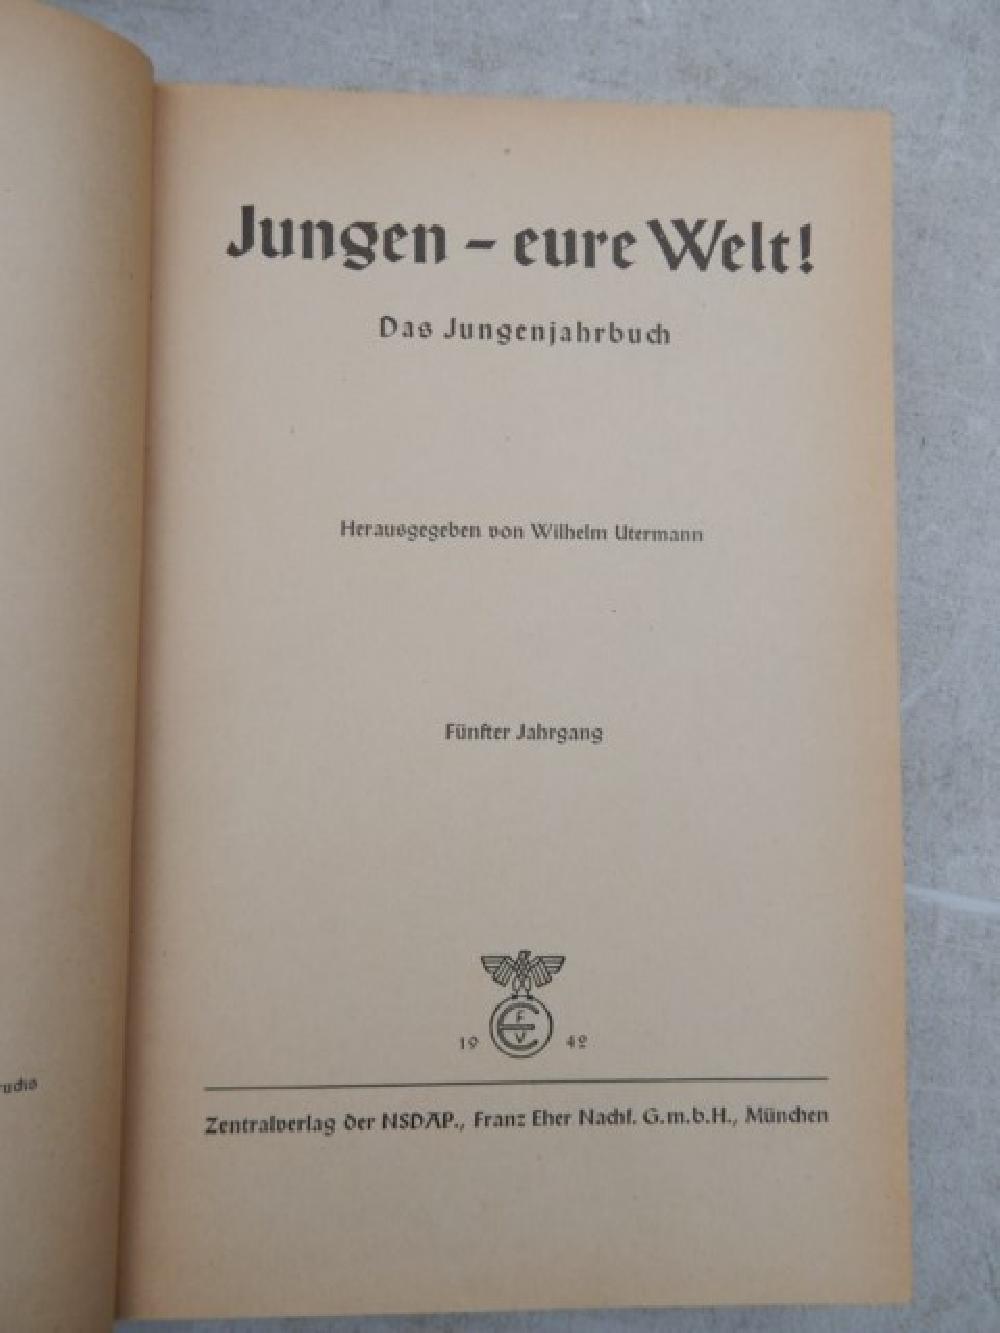 Jungen – eure Welt!
Das Jungenjahrbuch
Herausgegeben von Wilhelm Utermann
Fünfter Jahrgang
F
E
V
19 42
Zentralverlag der NSDAP., Franz Eher Nachf. G.m.b.H., München